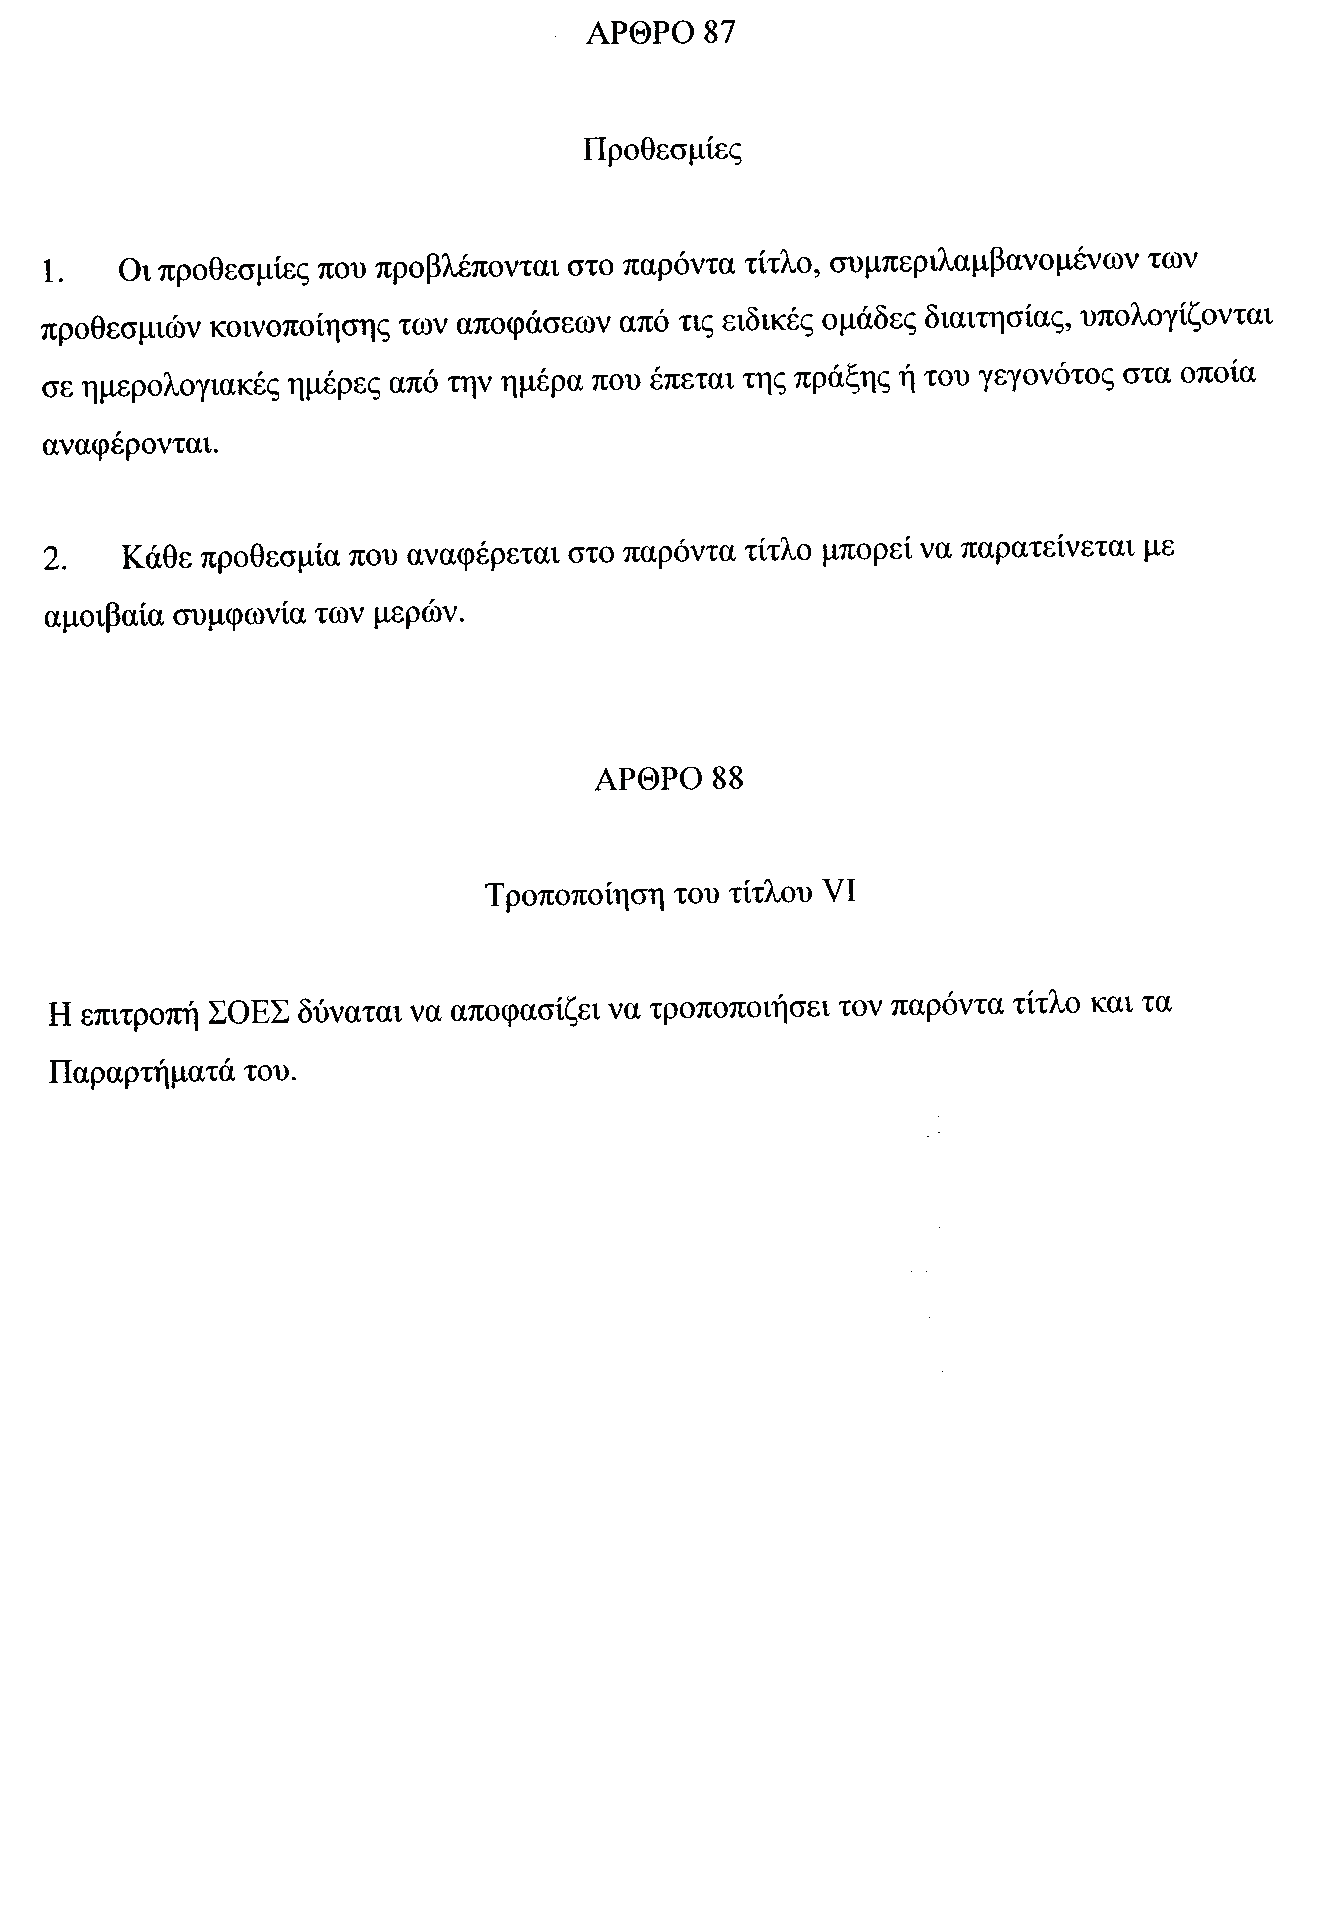 ΑΡΘΡΟ 87
Προθεσμίες
1. Οι προθεσμίες που προβλέπονται στο παρόντα τίτλο, συμπεριλαμβανομένων των
προθεσμιών κοινοποίησης των αποφάσεων από τις ειδικές ομάδες διαιτησίας, υπολογίζονται
σε ημερολογιακές ημέρες από την ημέρα που έπεται της πράξης ή του γεγονότος στα οποία
αναφέρονται.
2. Κάθε προθεσμία που αναφέρεται στο παρόντα τίτλο μπορεί να παρατείνεται με
αμοιβαία συμφωνία των μερών.
ΑΡΘΡΟ 88
Τροποποίηση του τίτλου VI
Η επιτροπή ΣΟΕΣ δύναται να αποφασίζει να τροποποιήσει τον παρόντα τίτλο και τα
Παραρτήματά του.